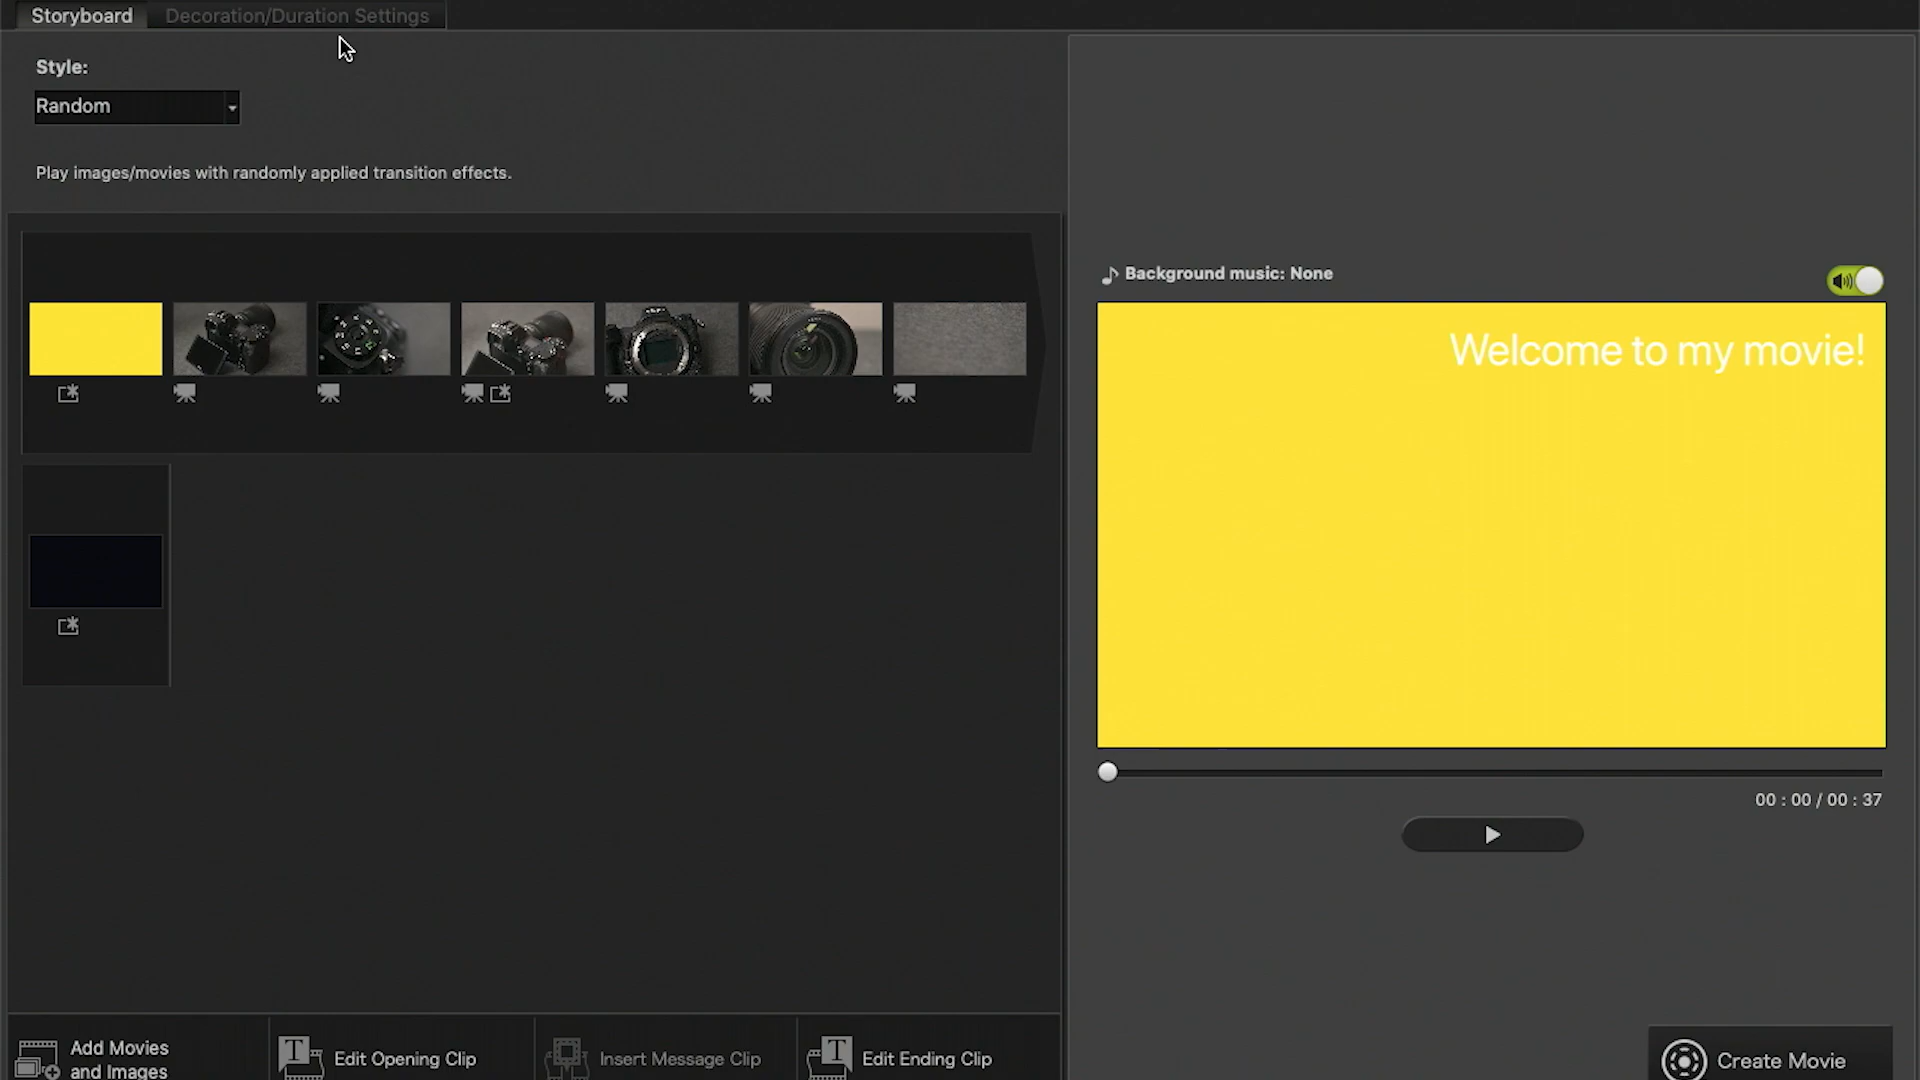 Storyboard
Decoration/Duration Settings
Style:
Random
Play images/movies with randomly applied transition effects.
Background music: None
Welcome to my movie!
00 : 00 / 00 : 37
Add Movies
and Images
Edit Opening Clip
Insert Message Clip
Edit Ending Clip
Create Movie